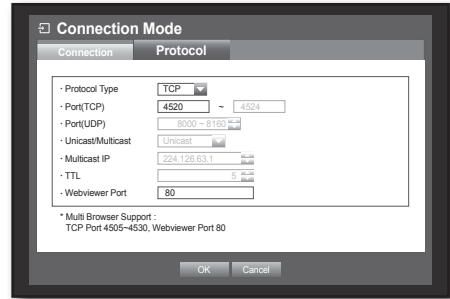 Connection Mode
Connection Protocol
· Protocol Type TCP
· Port(TCP) 4520 ~ 4524
· Port(UDP) 8000 ~ 8160
· Unicast/Multicast Unicast
· Multicast IP 224.126.63.1
· TTL 5
· Webviewer Port 80
* Multi Browser Support :
TCP Port 4505~4530, Webviewer Port 80
OK Cancel